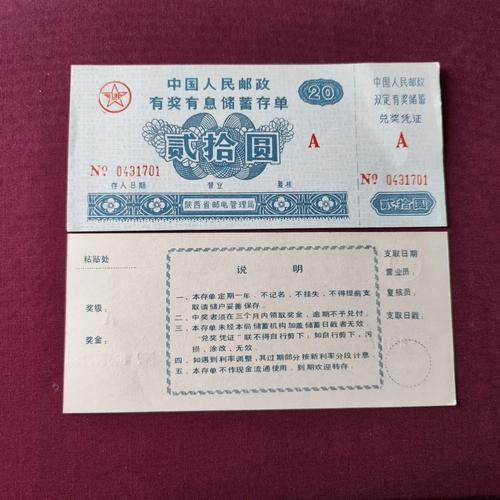 中国人民邮政
有奖有息储蓄存单
20
贰拾圆
A
No 0431701
存入日期 营业 复核
陕西省邮电管理局
中国人民邮政
双定有奖储蓄
兑奖凭证
A
No 0431701
贰拾圆
粘贴处
奖级：
奖金：
说明
一、本存单定期一年，不记名，不挂失，不得提前支
取请储户妥善保存。
二、中奖者须在三个月内领取奖金，逾期不予兑付。
三、本存单未经本局储蓄机构加盖储蓄日戳者无效。
“兑奖凭证”联不得自行剪下；如自行剪下，污
损，涂改，无效
四、如遇到利率调整，其过期部分按新利率分段计息
五、本存单不作现金流通使用，到期欢迎转存。
支取日期
营业员：
复核员：
支取日戳：